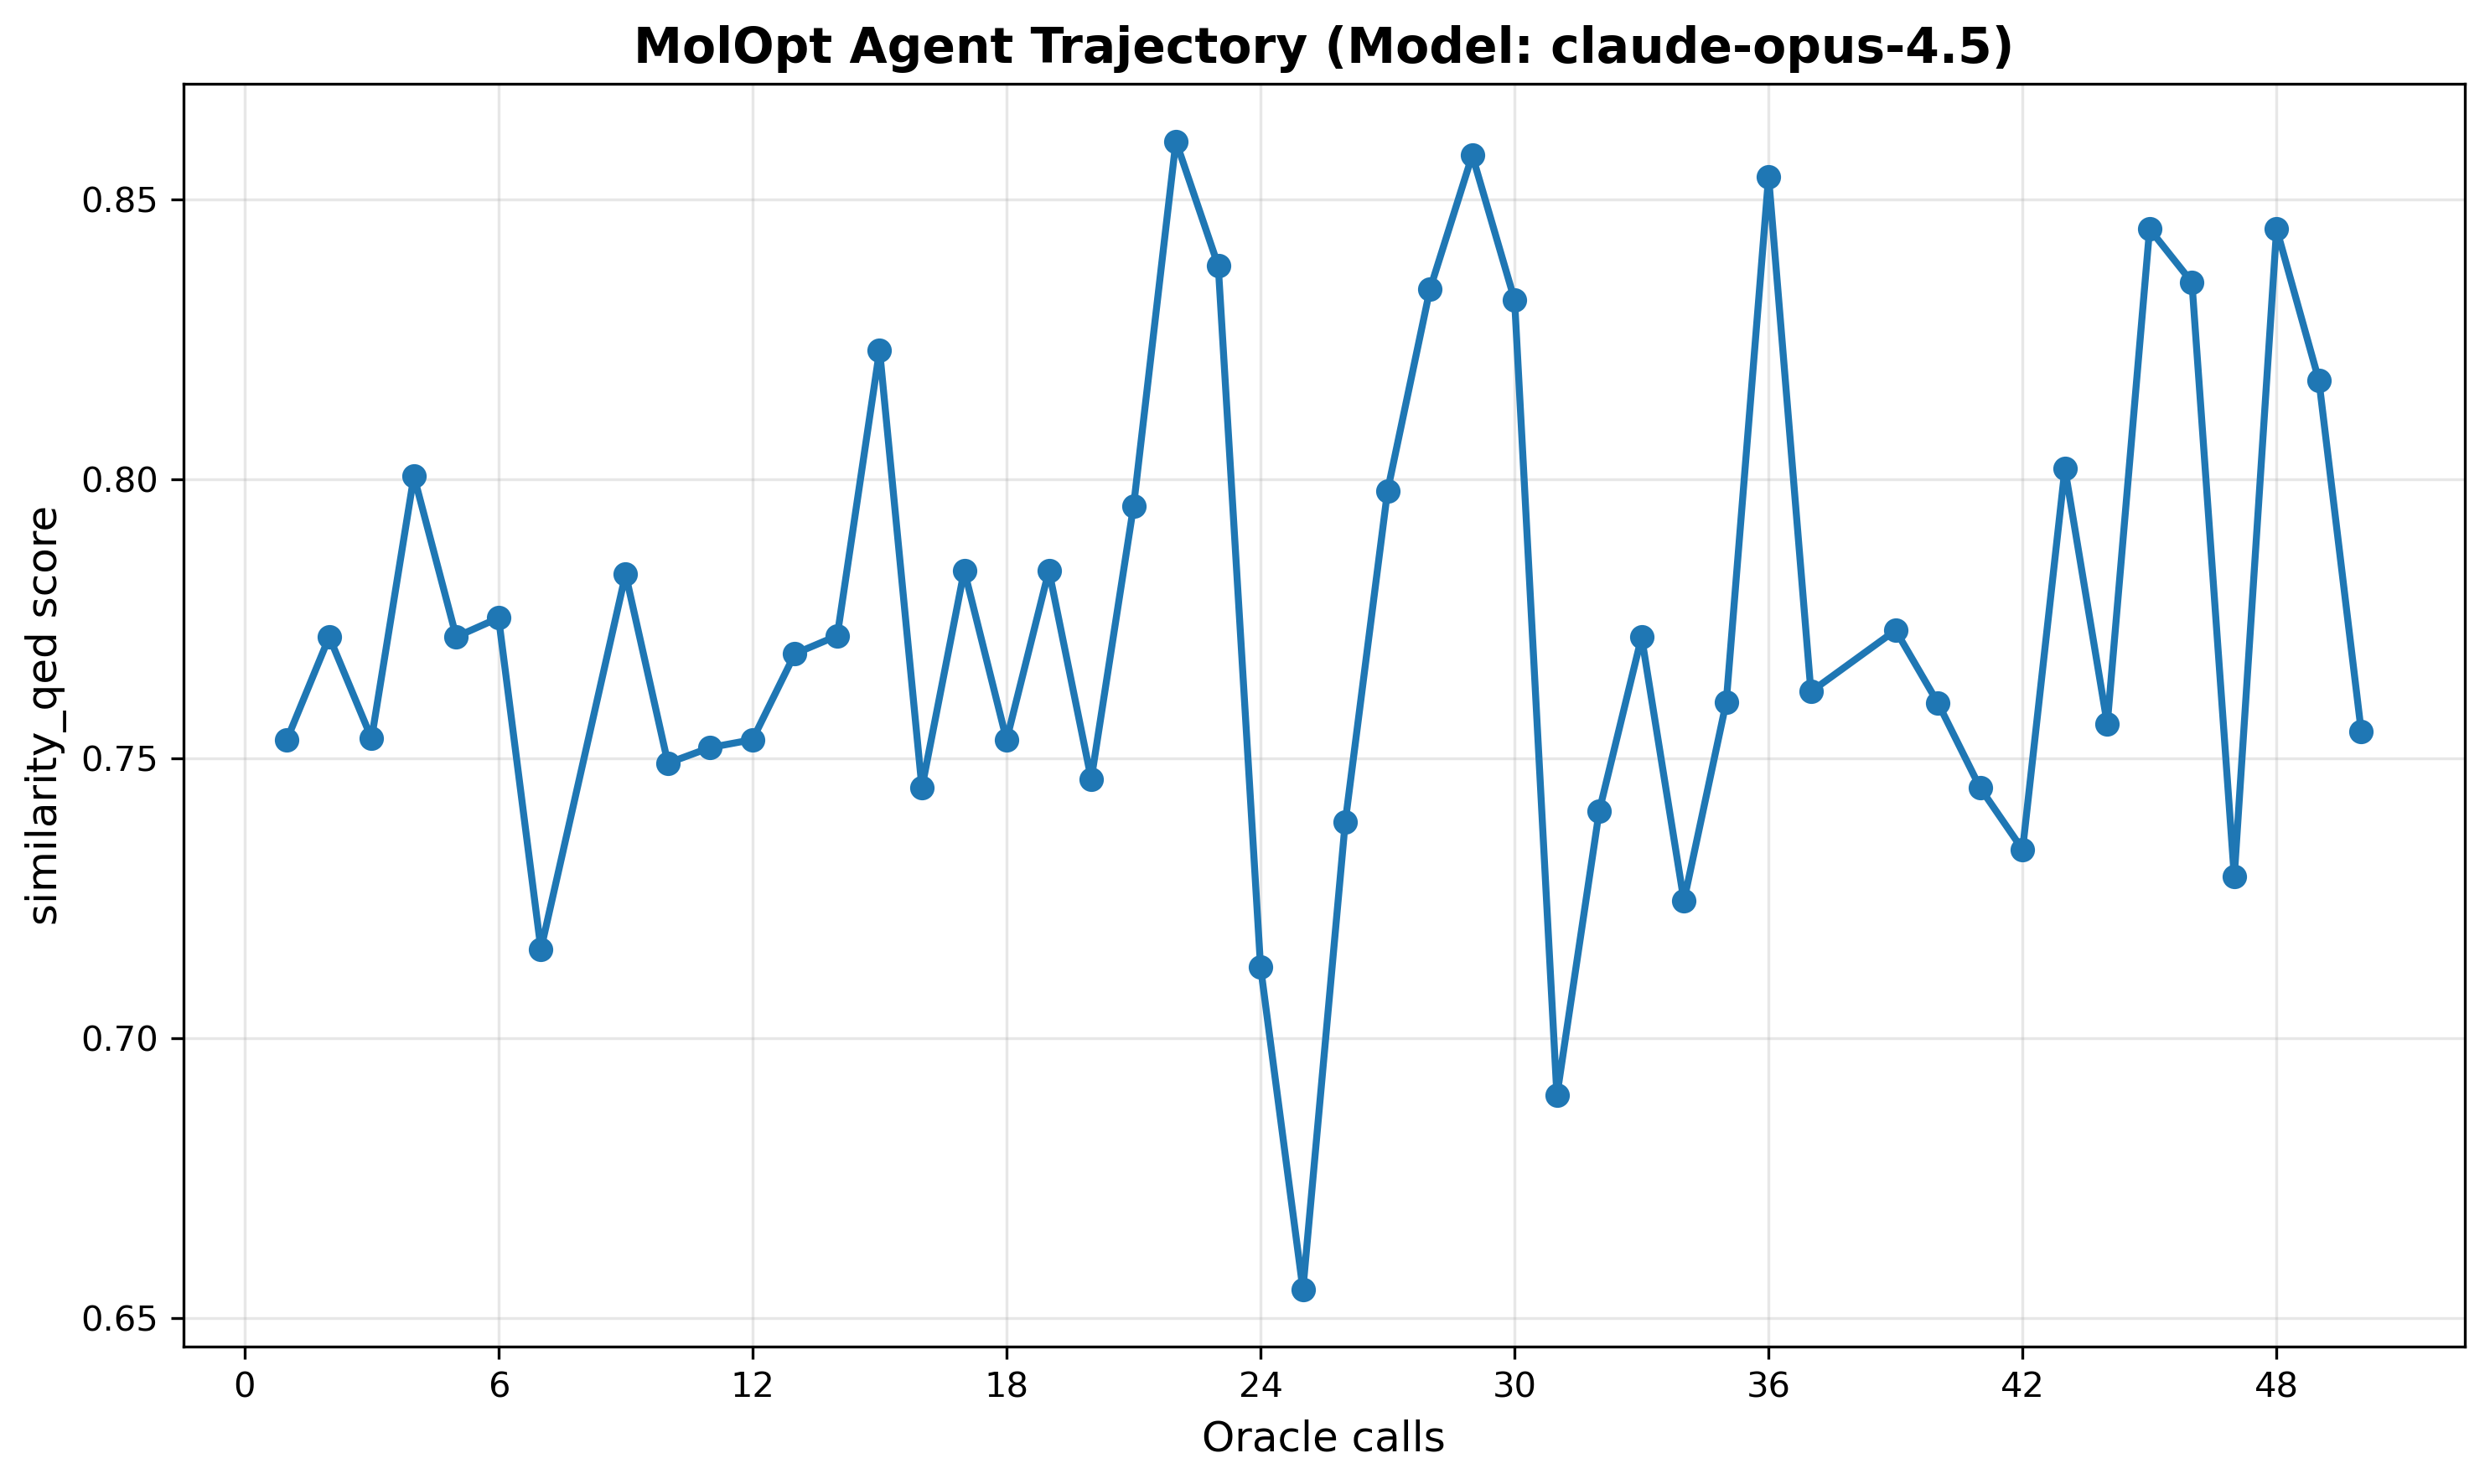 MolOpt Agent Trajectory (Model: claude-opus-4.5)
similarity_qed score
0.85
0.80
0.75
0.70
0.65
0 6 12 18 24 30 36 42 48
Oracle calls